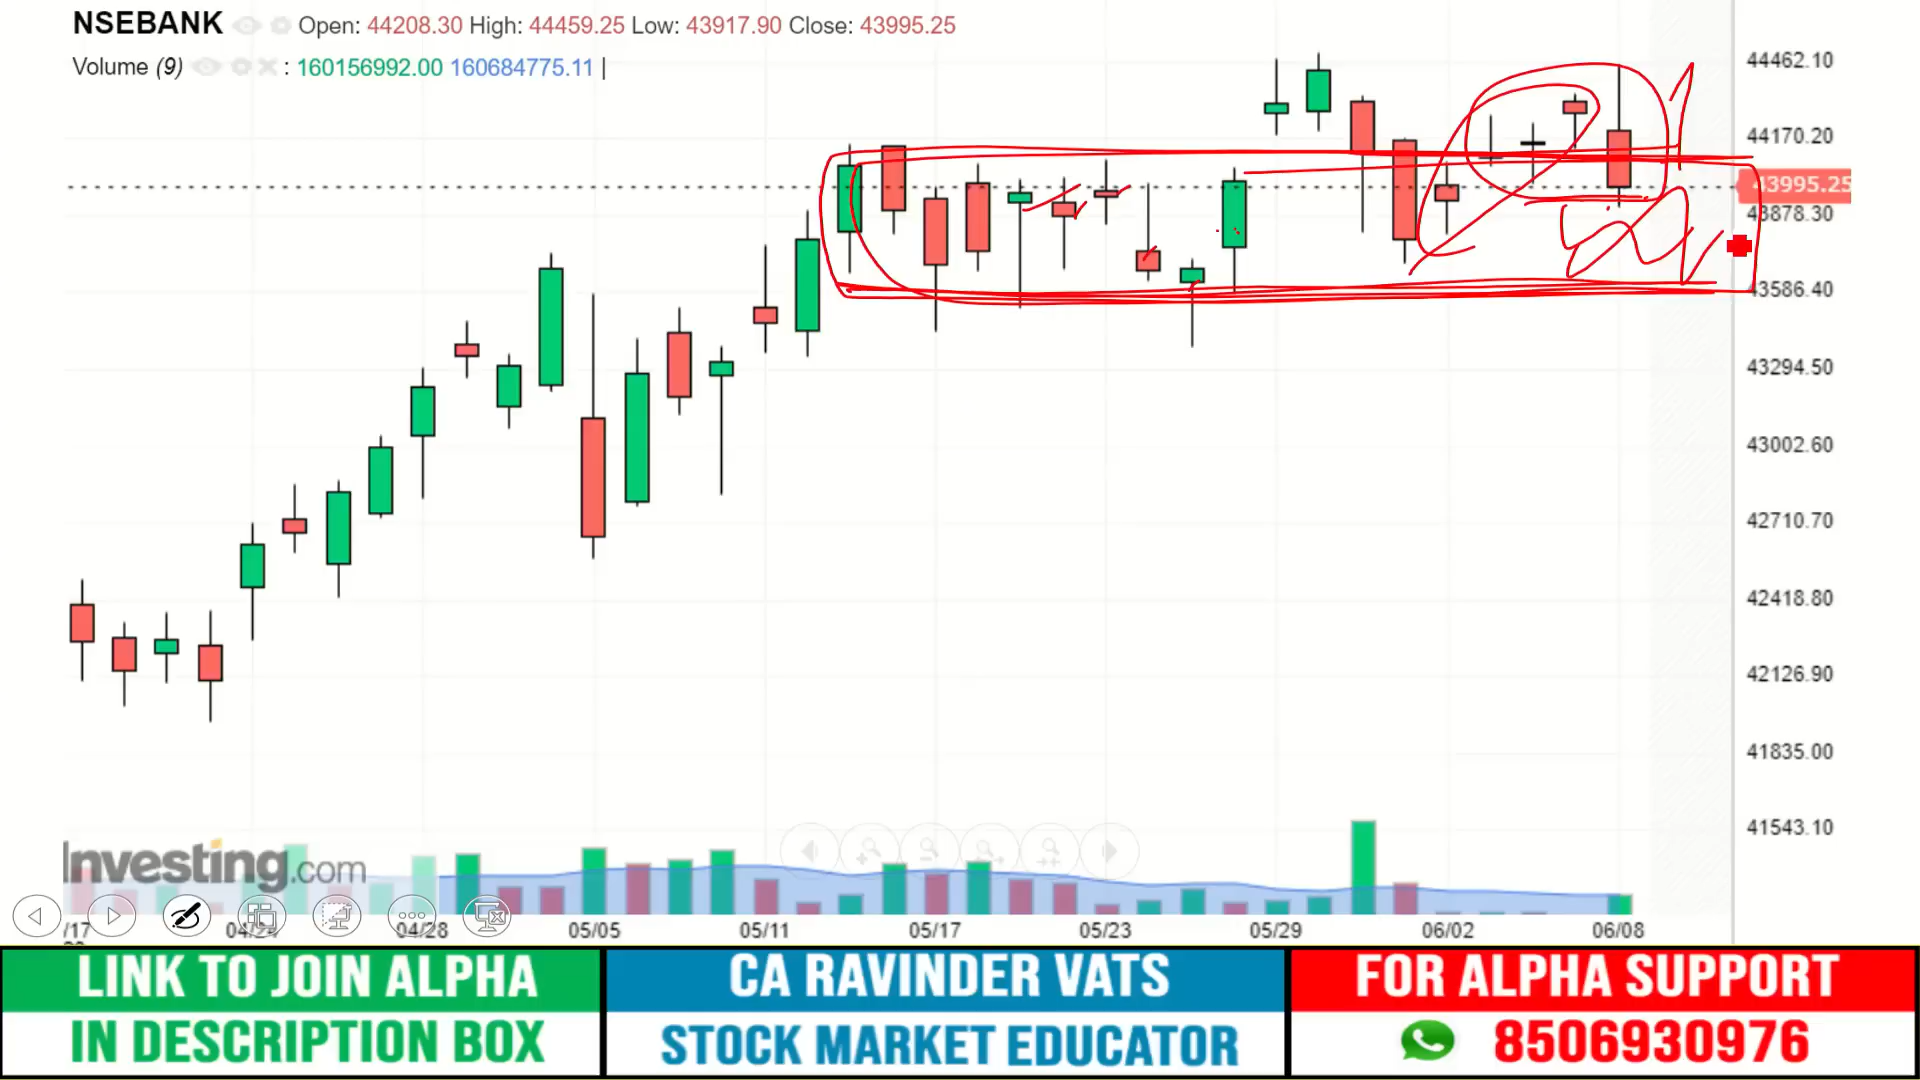 NSEBANK Open: 44208.30 High: 44459.25 Low: 43917.90 Close: 43995.25
Volume (9) : 160156992.00 160684775.11
44462.10
44170.20
43995.25
43878.30
43586.40
43294.50
43002.60
42710.70
42418.80
42126.90
41835.00
41543.10
Investing.com
/17 04/24 04/28 05/05 05/11 05/17 05/23 05/29 06/02 06/08
LINK TO JOIN ALPHA
IN DESCRIPTION BOX
CA RAVINDER VATS
STOCK MARKET EDUCATOR
FOR ALPHA SUPPORT
8506930976